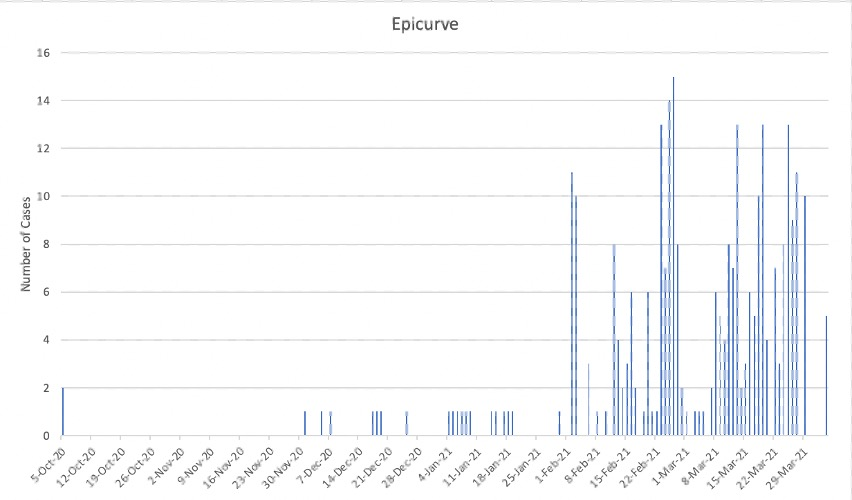 Epicurve
16
14
12
10
8
6
4
2
0
Number of Cases
5-Oct-20
12-Oct-20
19-Oct-20
26-Oct-20
2-Nov-20
9-Nov-20
16-Nov-20
23-Nov-20
30-Nov-20
7-Dec-20
14-Dec-20
21-Dec-20
28-Dec-20
4-Jan-21
11-Jan-21
18-Jan-21
25-Jan-21
1-Feb-21
8-Feb-21
15-Feb-21
22-Feb-21
1-Mar-21
8-Mar-21
15-Mar-21
22-Mar-21
29-Mar-21